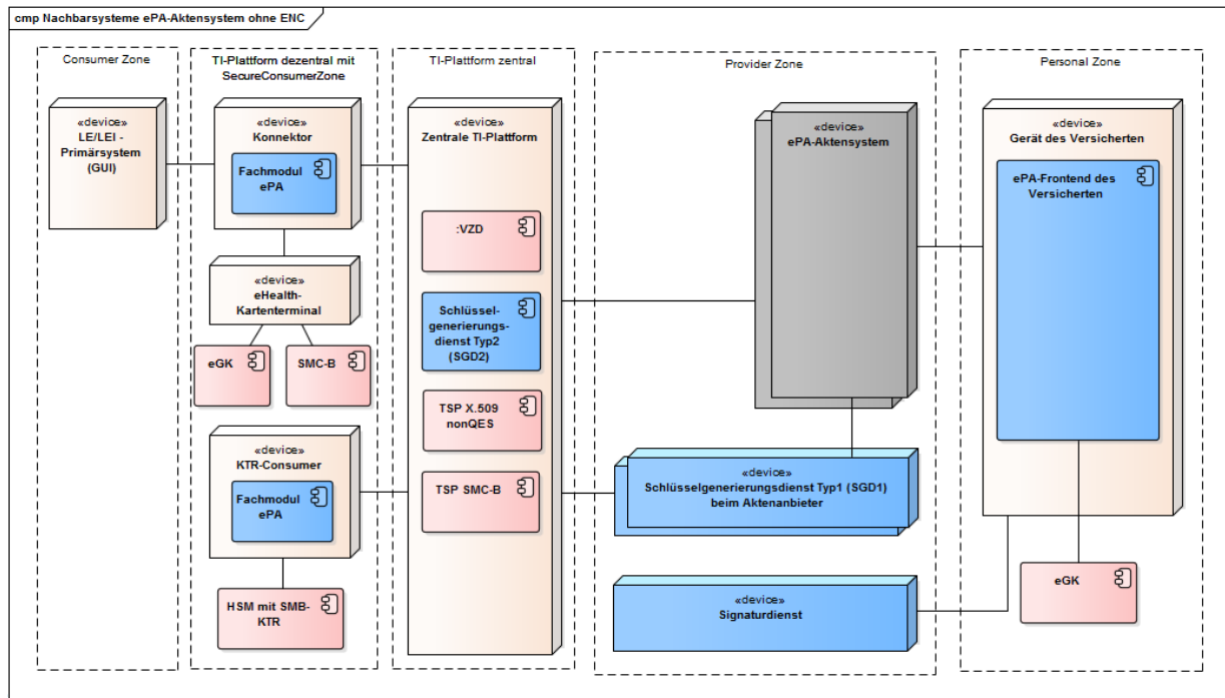 cmp Nachbarsysteme ePA-Aktensystem ohne ENC
Consumer Zone
«device»
LE/LEI -
Primärsystem
(GUI)
TI-Plattform dezentral mit
SecureConsumerZone
«device»
Konnektor
Fachmodul
ePA
«device»
eHealth-
Kartenterminal
eGK
SMC-B
«device»
KTR-Consumer
Fachmodul
ePA
HSM mit SMB-
KTR
TI-Plattform zentral
«device»
Zentrale TI-Plattform
:VZD
Schlüssel-
generierungs-
dienst Typ2
(SGD2)
TSP X.509
nonQES
TSP SMC-B
Provider Zone
«device»
ePA-Aktensystem
«device»
Schlüsselgenerierungsdienst Typ1 (SGD1)
beim Aktenanbieter
«device»
Signaturdienst
Personal Zone
«device»
Gerät des Versicherten
ePA-Frontend des
Versicherten
eGK